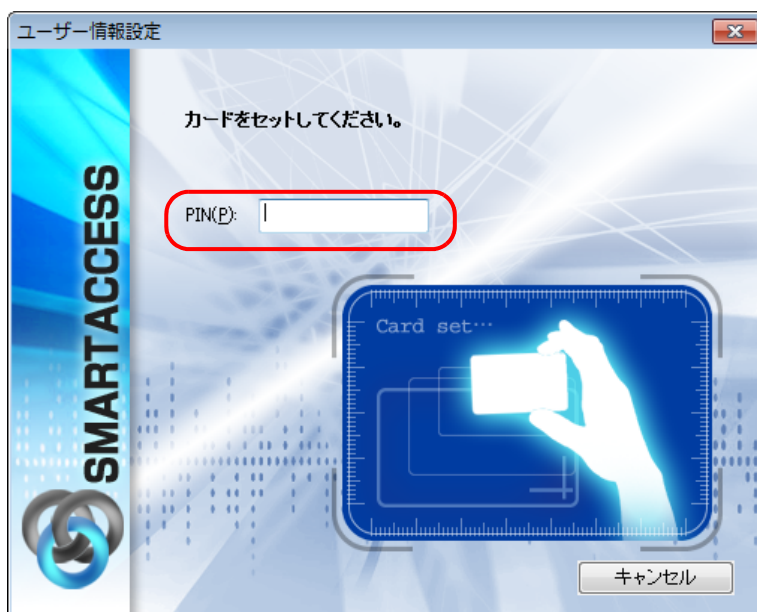 ユーザー情報設定
カードをセットしてください。
PIN(P):
SMARTACCESS
Card set…
キャンセル